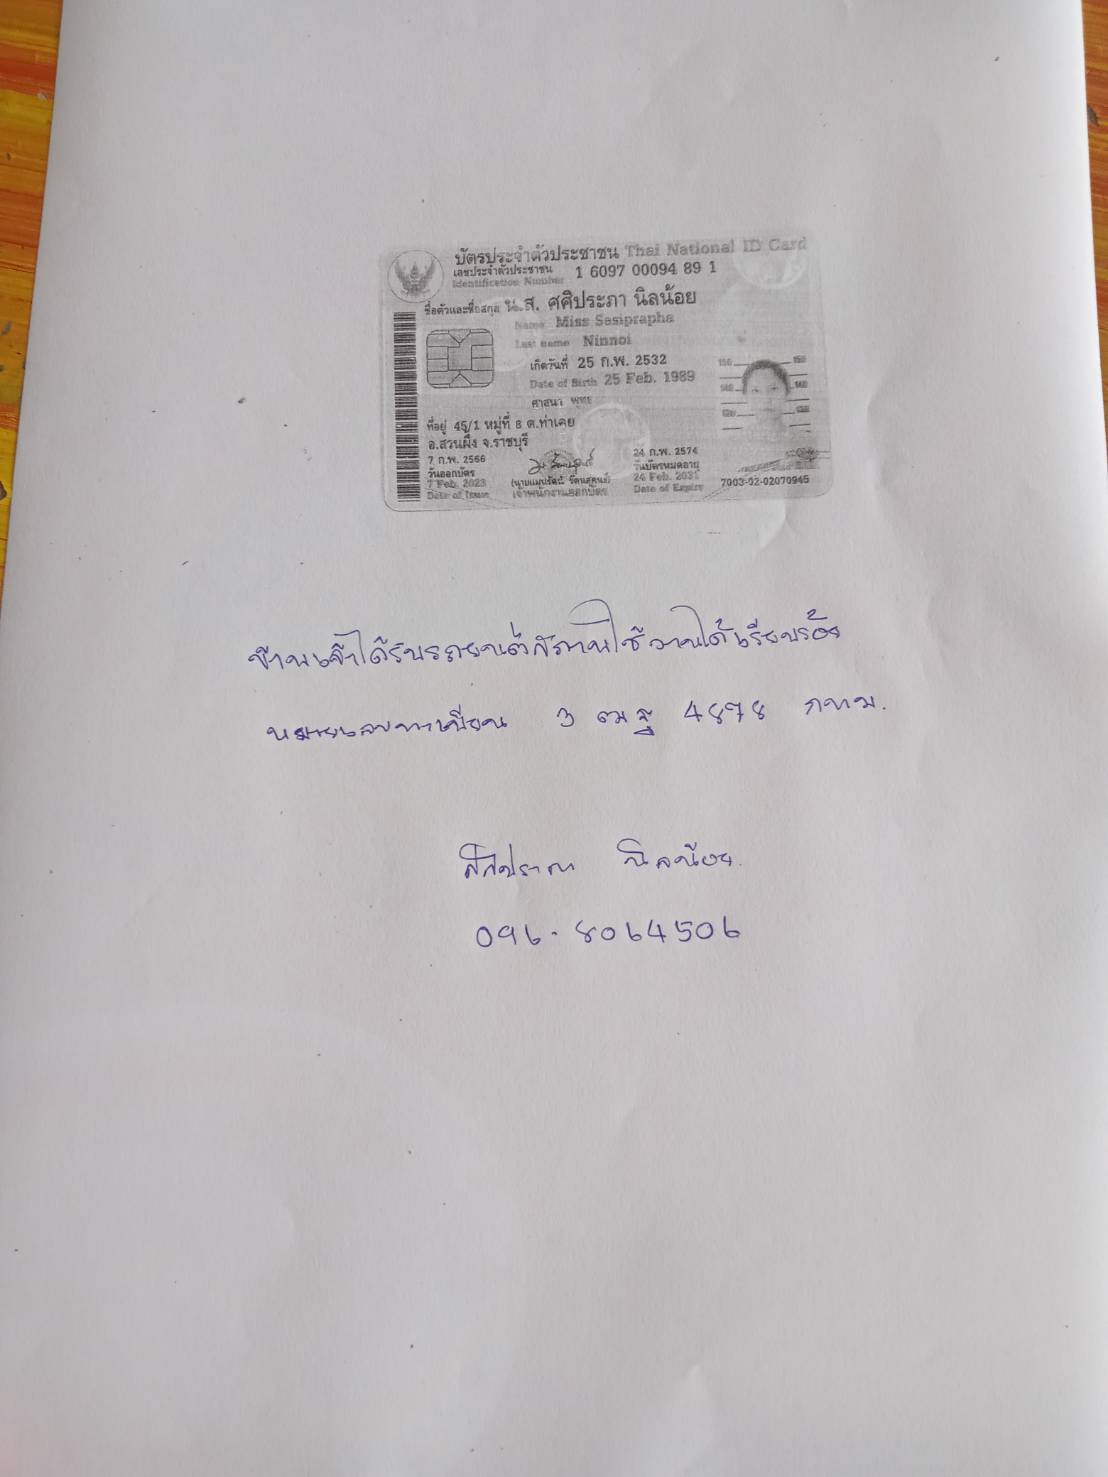 บัตรประจำตัวประชาชน Thai National ID Card
เลขประจำตัวประชาชน 1 6097 00094 89 1
Identification Number
ชื่อตัวและชื่อสกุล น.ส. ศศิประภา นิลน้อย
Name Miss Sasiprapha
Last name Ninnoi
เกิดวันที่ 25 ก.พ. 2532
Date of Birth 25 Feb. 1989
ศาสนา พุทธ
ที่อยู่ 45/1 หมู่ที่ 8 ต.ท่าเคย
อ.สวนผึ้ง จ.ราชบุรี
7 ก.พ. 2566
วันออกบัตร
7 Feb. 2023
Date of Issue
เจ้าพนักงานออกบัตร
24 ก.พ. 2574
วันบัตรหมดอายุ
24 Feb. 2031
Date of Expiry
7003-02-02070945
150 150
140 140
ข้าพเจ้าได้รับรถยนต์สภาพใช้งานได้เรียบร้อย
หมายเลขทะเบียน 3 ฒฐ 4878 กทม.
ศศิประภา นิลน้อย
096-8064506